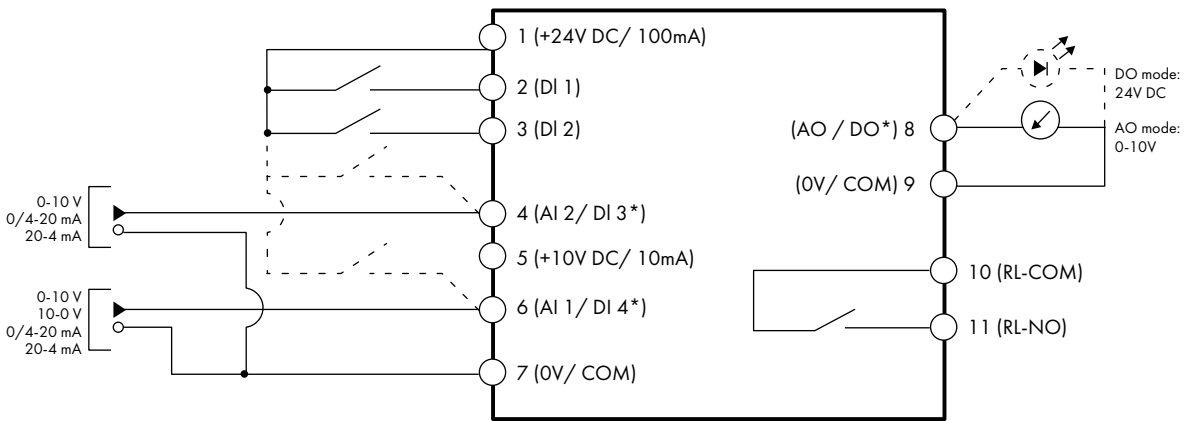 1 (+24V DC/ 100mA)
2 (DI 1)
3 (DI 2)
4 (AI 2/ DI 3*)
5 (+10V DC/ 10mA)
6 (AI 1/ DI 4*)
7 (0V/ COM)
0-10 V
0/4-20 mA
20-4 mA
0-10 V
10-0 V
0/4-20 mA
20-4 mA
(AO / DO*) 8
(0V/ COM) 9
10 (RL-COM)
11 (RL-NO)
DO mode:
24V DC
AO mode:
0-10V